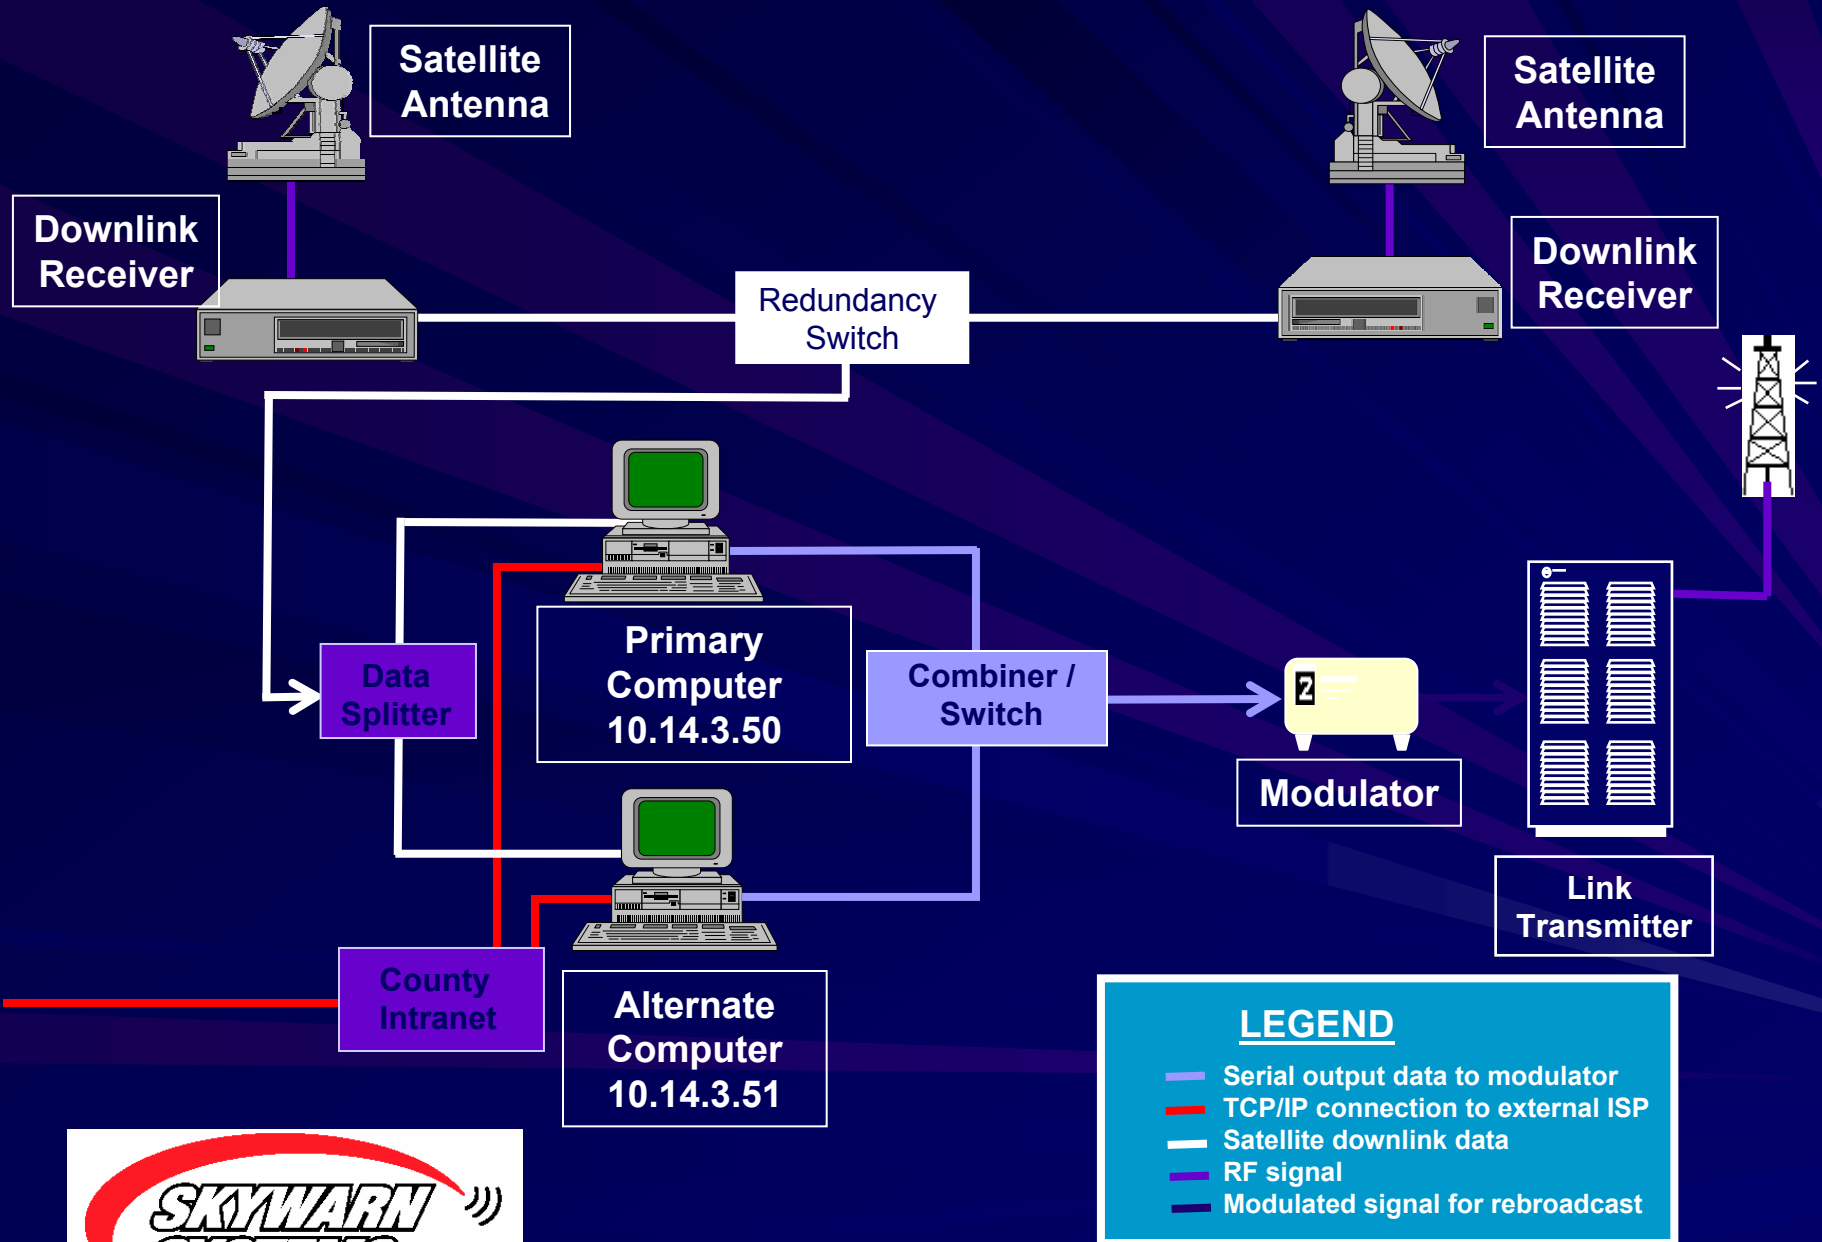 Satellite
Antenna
Satellite
Antenna
Downlink
Receiver
Downlink
Receiver
Redundancy
Switch
Primary
Computer
10.14.3.50
Data
Splitter
Combiner /
Switch
2
Modulator
Link
Transmitter
County
Intranet
Alternate
Computer
10.14.3.51
LEGEND
Serial output data to modulator
TCP/IP connection to external ISP
Satellite downlink data
RF signal
Modulated signal for rebroadcast
SKYWARN